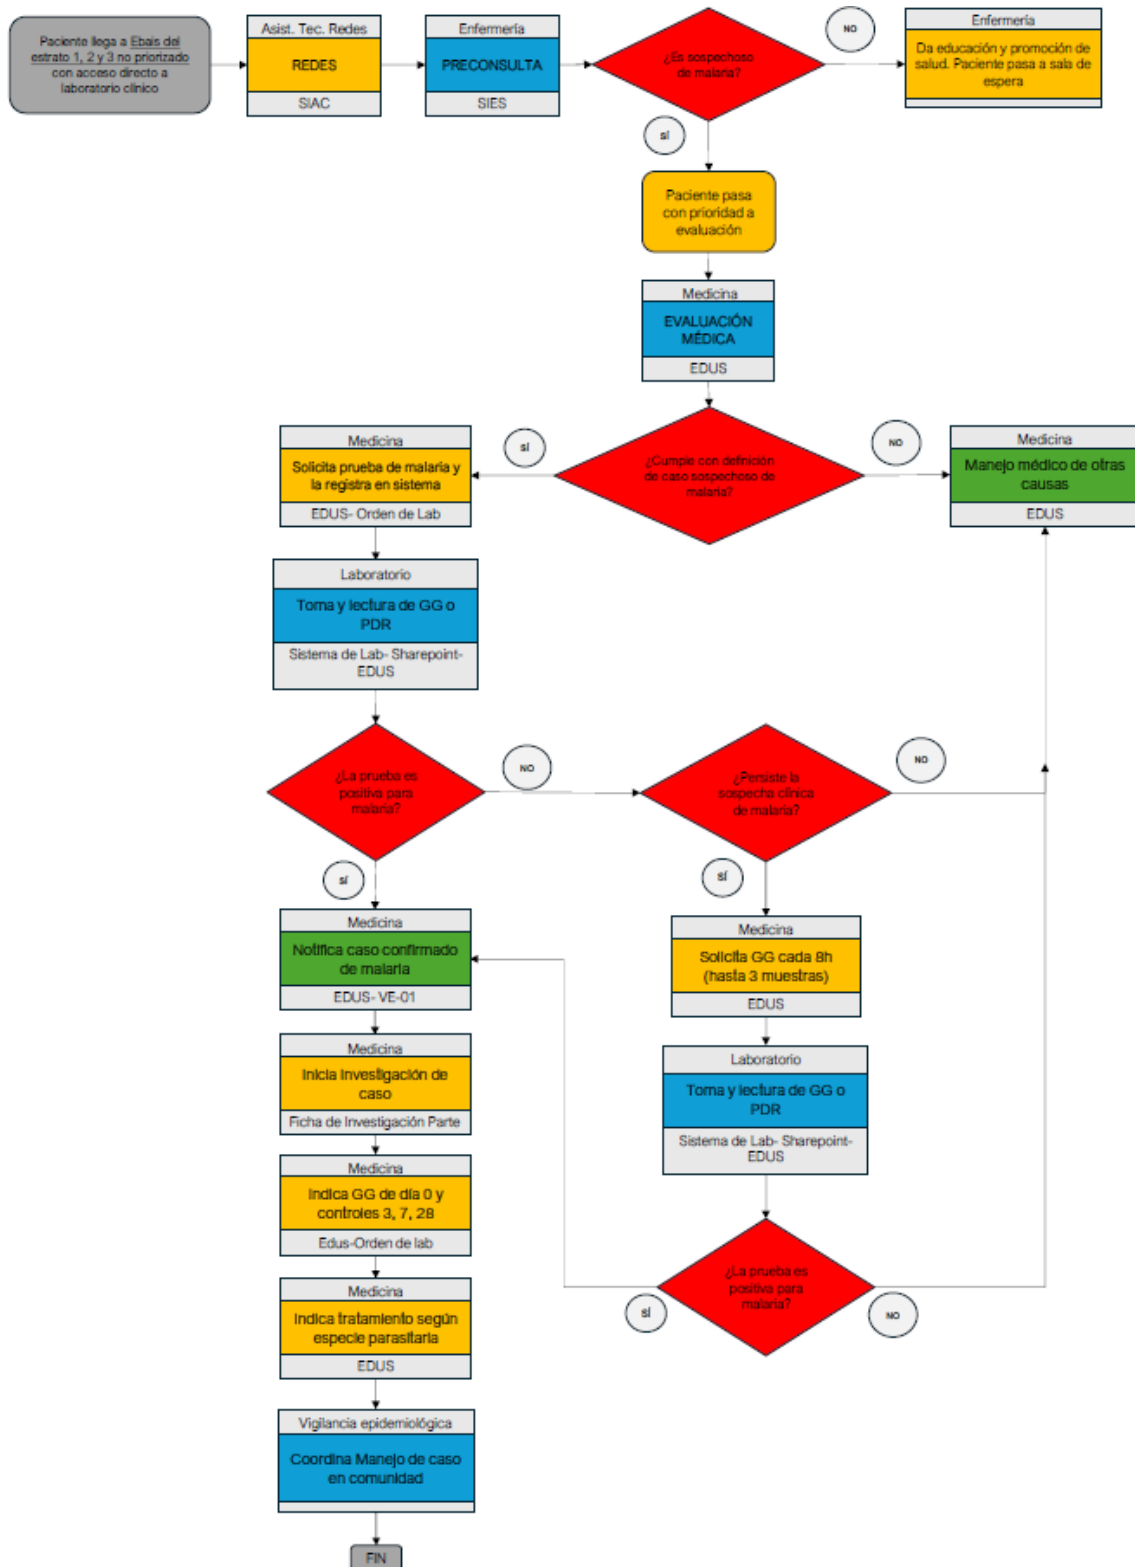 Paciente llega a Ebais del
estrato 1, 2 y 3 no priorizado
con acceso directo a
laboratorio clínico
Asist. Tec. Redes
REDES
SIAC
Enfermería
PRECONSULTA
SIES
¿Es sospechoso
de malaria?
NO
Enfermería
Da educación y promoción de
salud. Paciente pasa a sala de
espera
sí
Paciente pasa
con prioridad a
evaluación
Medicina
EVALUACIÓN
MÉDICA
EDUS
¿Cumple con definición
de caso sospechoso de
malaria?
sí
NO
Medicina
Solicita prueba de malaria y
la registra en sistema
EDUS- Orden de Lab
Medicina
Manejo médico de otras
causas
EDUS
Laboratorio
Toma y lectura de GG o
PDR
Sistema de Lab- Sharepoint-
EDUS
¿La prueba es
positiva para
malaria?
NO
¿Persiste la
sospecha clínica
de malaria?
NO
sí
sí
Medicina
Notifica caso confirmado
de malaria
EDUS- VE-01
Medicina
Solicita GG cada 8h
(hasta 3 muestras)
EDUS
Medicina
Inicia investigación de
caso
Ficha de Investigación Parte
Laboratorio
Toma y lectura de GG o
PDR
Sistema de Lab- Sharepoint-
EDUS
Medicina
Indica GG de día 0 y
controles 3, 7, 28
Edus-Orden de lab
¿La prueba es
positiva para
malaria?
sí
NO
Medicina
Indica tratamiento según
especie parasitaria
EDUS
Vigilancia epidemiológica
Coordina Manejo de caso
en comunidad
FIN